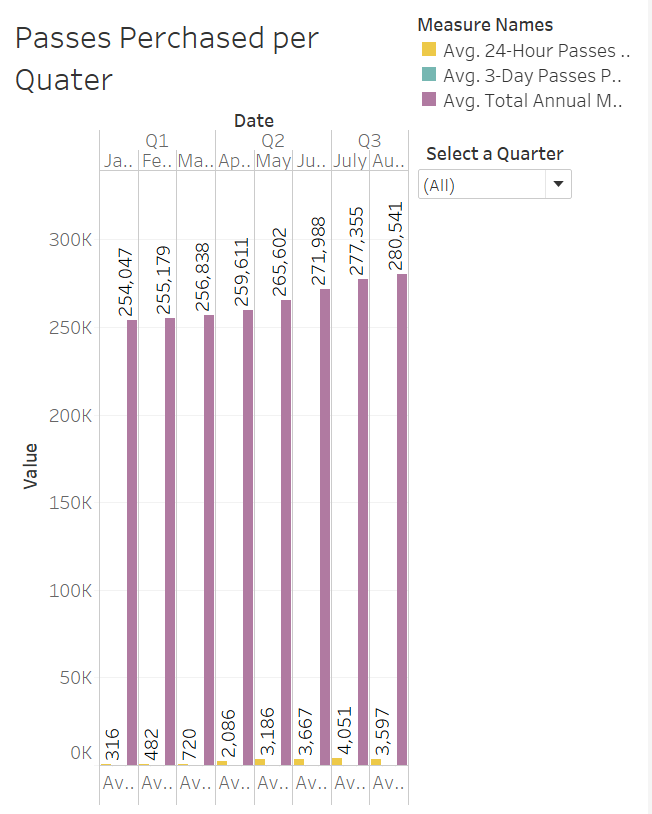 Passes Perchased per
Quater
Measure Names
Avg. 24-Hour Passes ..
Avg. 3-Day Passes P..
Avg. Total Annual M..
Select a Quarter
(All)
Date
Q1 Q2 Q3
Ja.. Fe.. Ma.. Ap.. May Ju.. July Au..
300K
250K
200K
150K
100K
50K
0K
Value
254,047 255,179 256,838 259,611 265,602 271,988 277,355 280,541
316 482 720 2,086 3,186 3,667 4,051 3,597
Av.. Av.. Av.. Av.. Av.. Av.. Av.. Av..